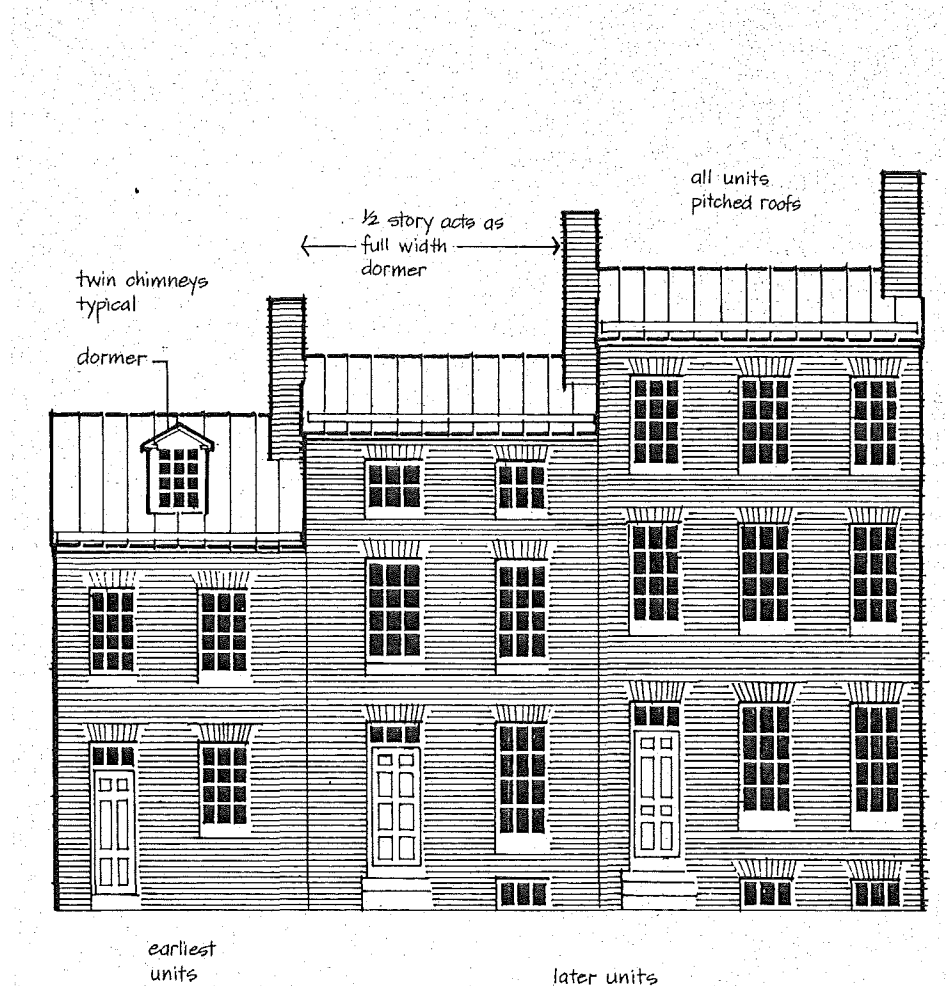 all units
pitched roofs
½ story acts as
full width
dormer
twin chimneys
typical
dormer
earliest
units
later units